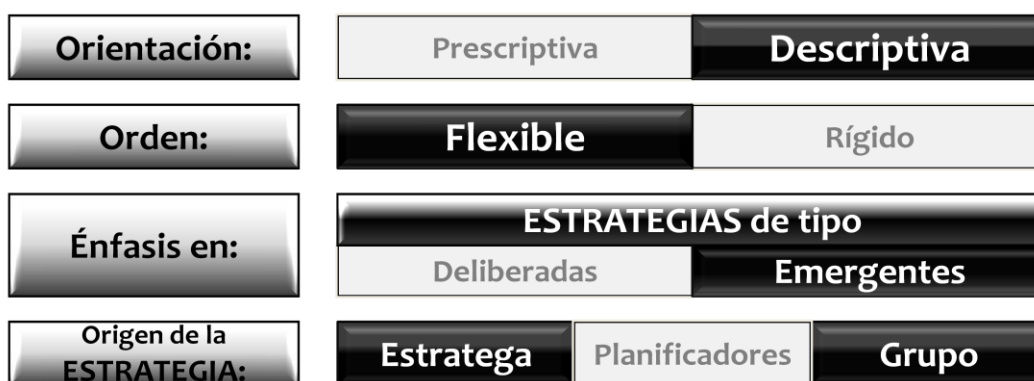 Orientación: Prescriptiva Descriptiva
Orden: Flexible Rígido
Énfasis en: ESTRATEGIAS de tipo
Deliberadas Emergentes
Origen de la
ESTRATEGIA: Estratega Planificadores Grupo